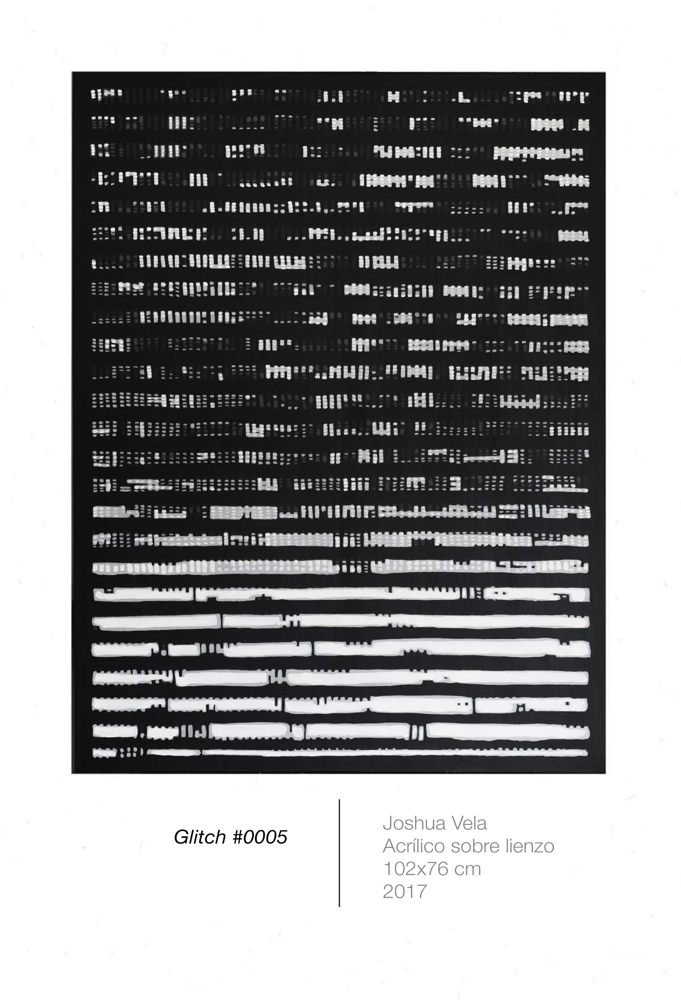 Glitch #0005
Joshua Vela
Acrílico sobre lienzo
102x76 cm
2017